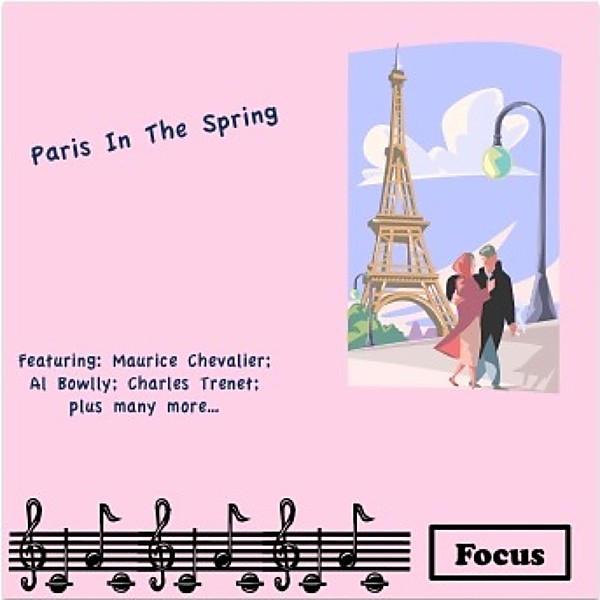 Paris In The Spring
Featuring: Maurice Chevalier;
Al Bowlly; Charles Trenet;
plus many more...
Focus